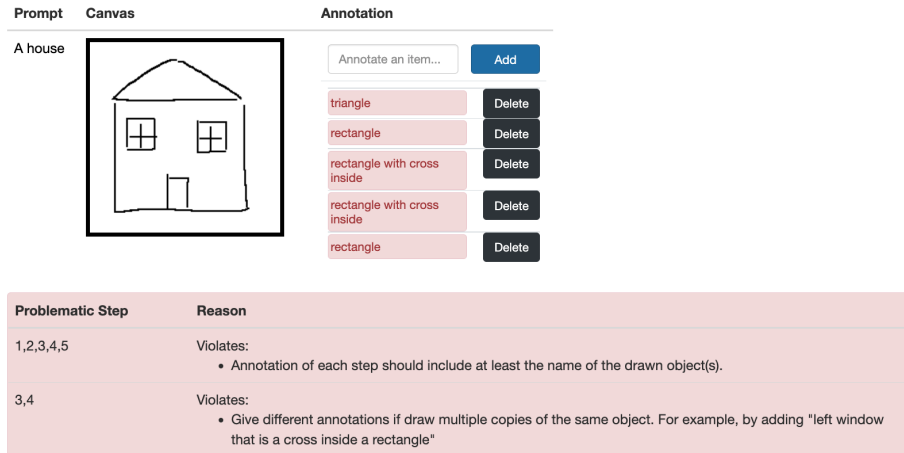 Prompt Canvas Annotation
A house
Annotate an item... Add
triangle Delete
rectangle Delete
rectangle with cross
inside
Delete
rectangle with cross
inside
Delete
rectangle Delete
Problematic Step Reason
1,2,3,4,5 Violates:
• Annotation of each step should include at least the name of the drawn object(s).
3,4 Violates:
• Give different annotations if draw multiple copies of the same object. For example, by adding "left window
that is a cross inside a rectangle"